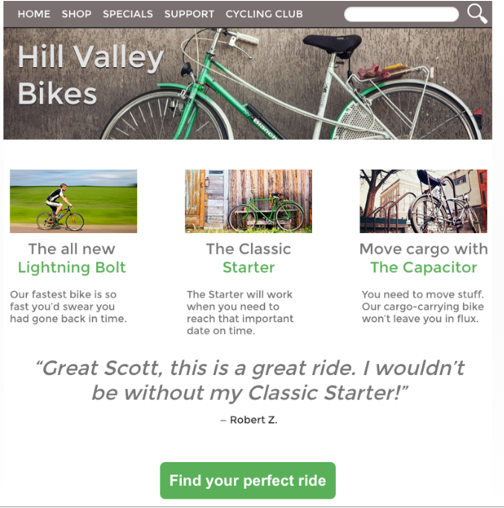 HOME SHOP SPECIALS SUPPORT CYCLING CLUB
Hill Valley
Bikes
The all new
Lightning Bolt
Our fastest bike is so
fast you’d swear you
had gone back in time.
The Classic
Starter
The Starter will work
when you need to
reach that important
date on time.
Move cargo with
The Capacitor
You need to move stuff.
Our cargo-carrying bike
won’t leave you in flux.
“Great Scott, this is a great ride. I wouldn’t
be without my Classic Starter!”
– Robert Z.
Find your perfect ride